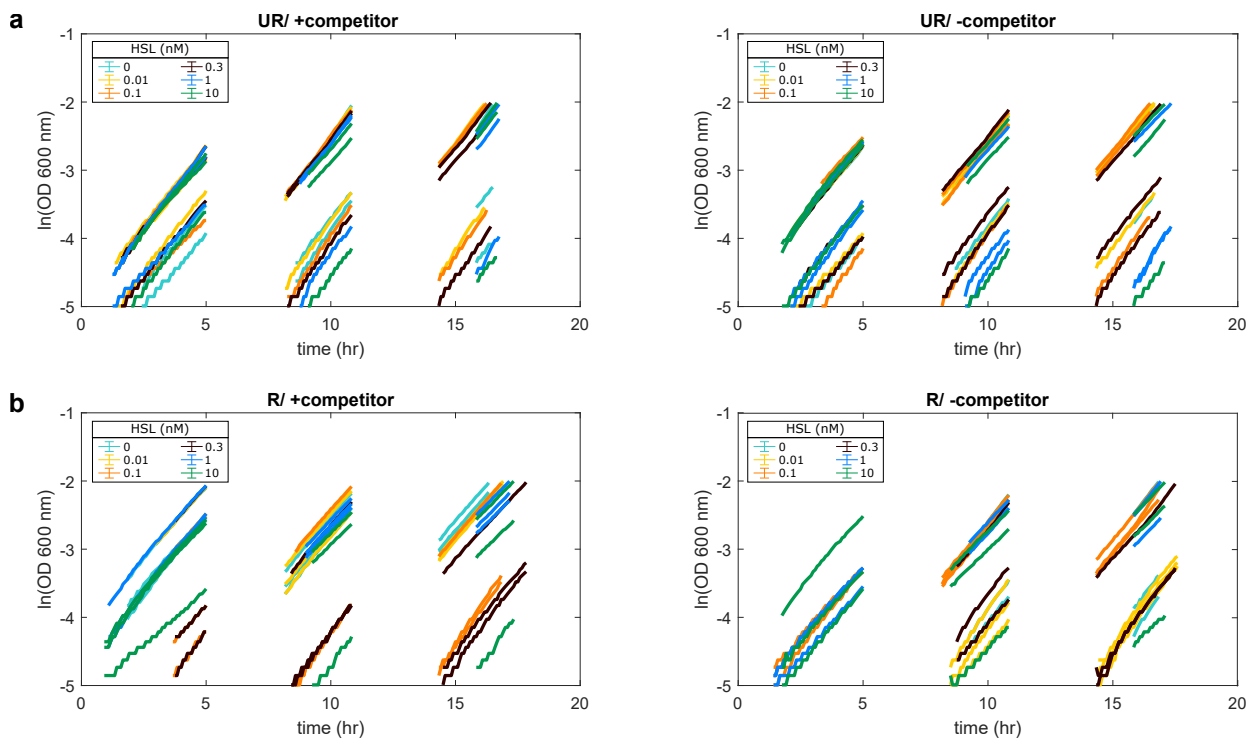 a
UR/ +competitor
UR/ -competitor
HSL (nM)
0 0.3
0.01 1
0.1 10
HSL (nM)
0 0.3
0.01 1
0.1 10
ln(OD 600 nm)
-1
-2
-3
-4
-5
0 5 10 15 20
time (hr)
ln(OD 600 nm)
-1
-2
-3
-4
-5
0 5 10 15 20
time (hr)
b
R/ +competitor
R/ -competitor
HSL (nM)
0 0.3
0.01 1
0.1 10
HSL (nM)
0 0.3
0.01 1
0.1 10
ln(OD 600 nm)
-1
-2
-3
-4
-5
0 5 10 15 20
time (hr)
ln(OD 600 nm)
-1
-2
-3
-4
-5
0 5 10 15 20
time (hr)